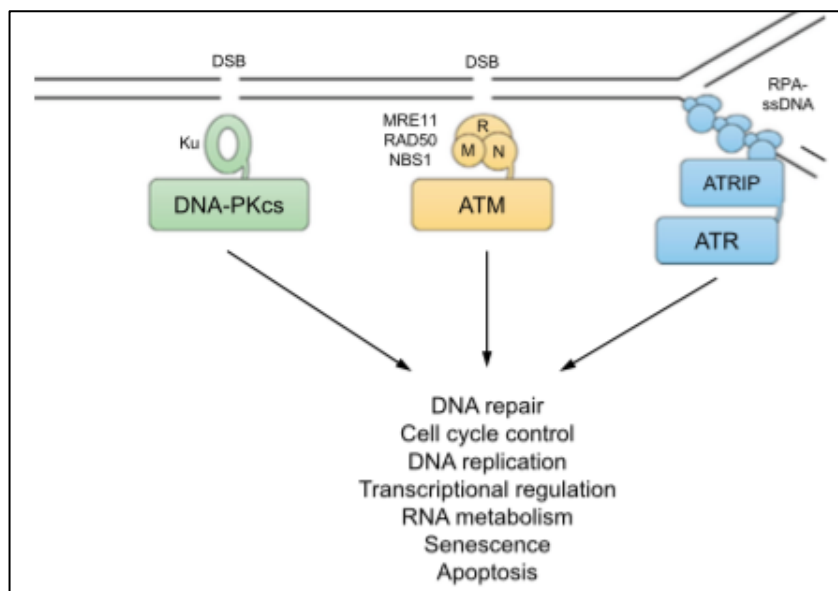 DSB
DSB
RPA-
ssDNA
Ku
MRE11
RAD50
NBS1
R
M
N
DNA-PKcs
ATM
ATRIP
ATR
DNA repair
Cell cycle control
DNA replication
Transcriptional regulation
RNA metabolism
Senescence
Apoptosis